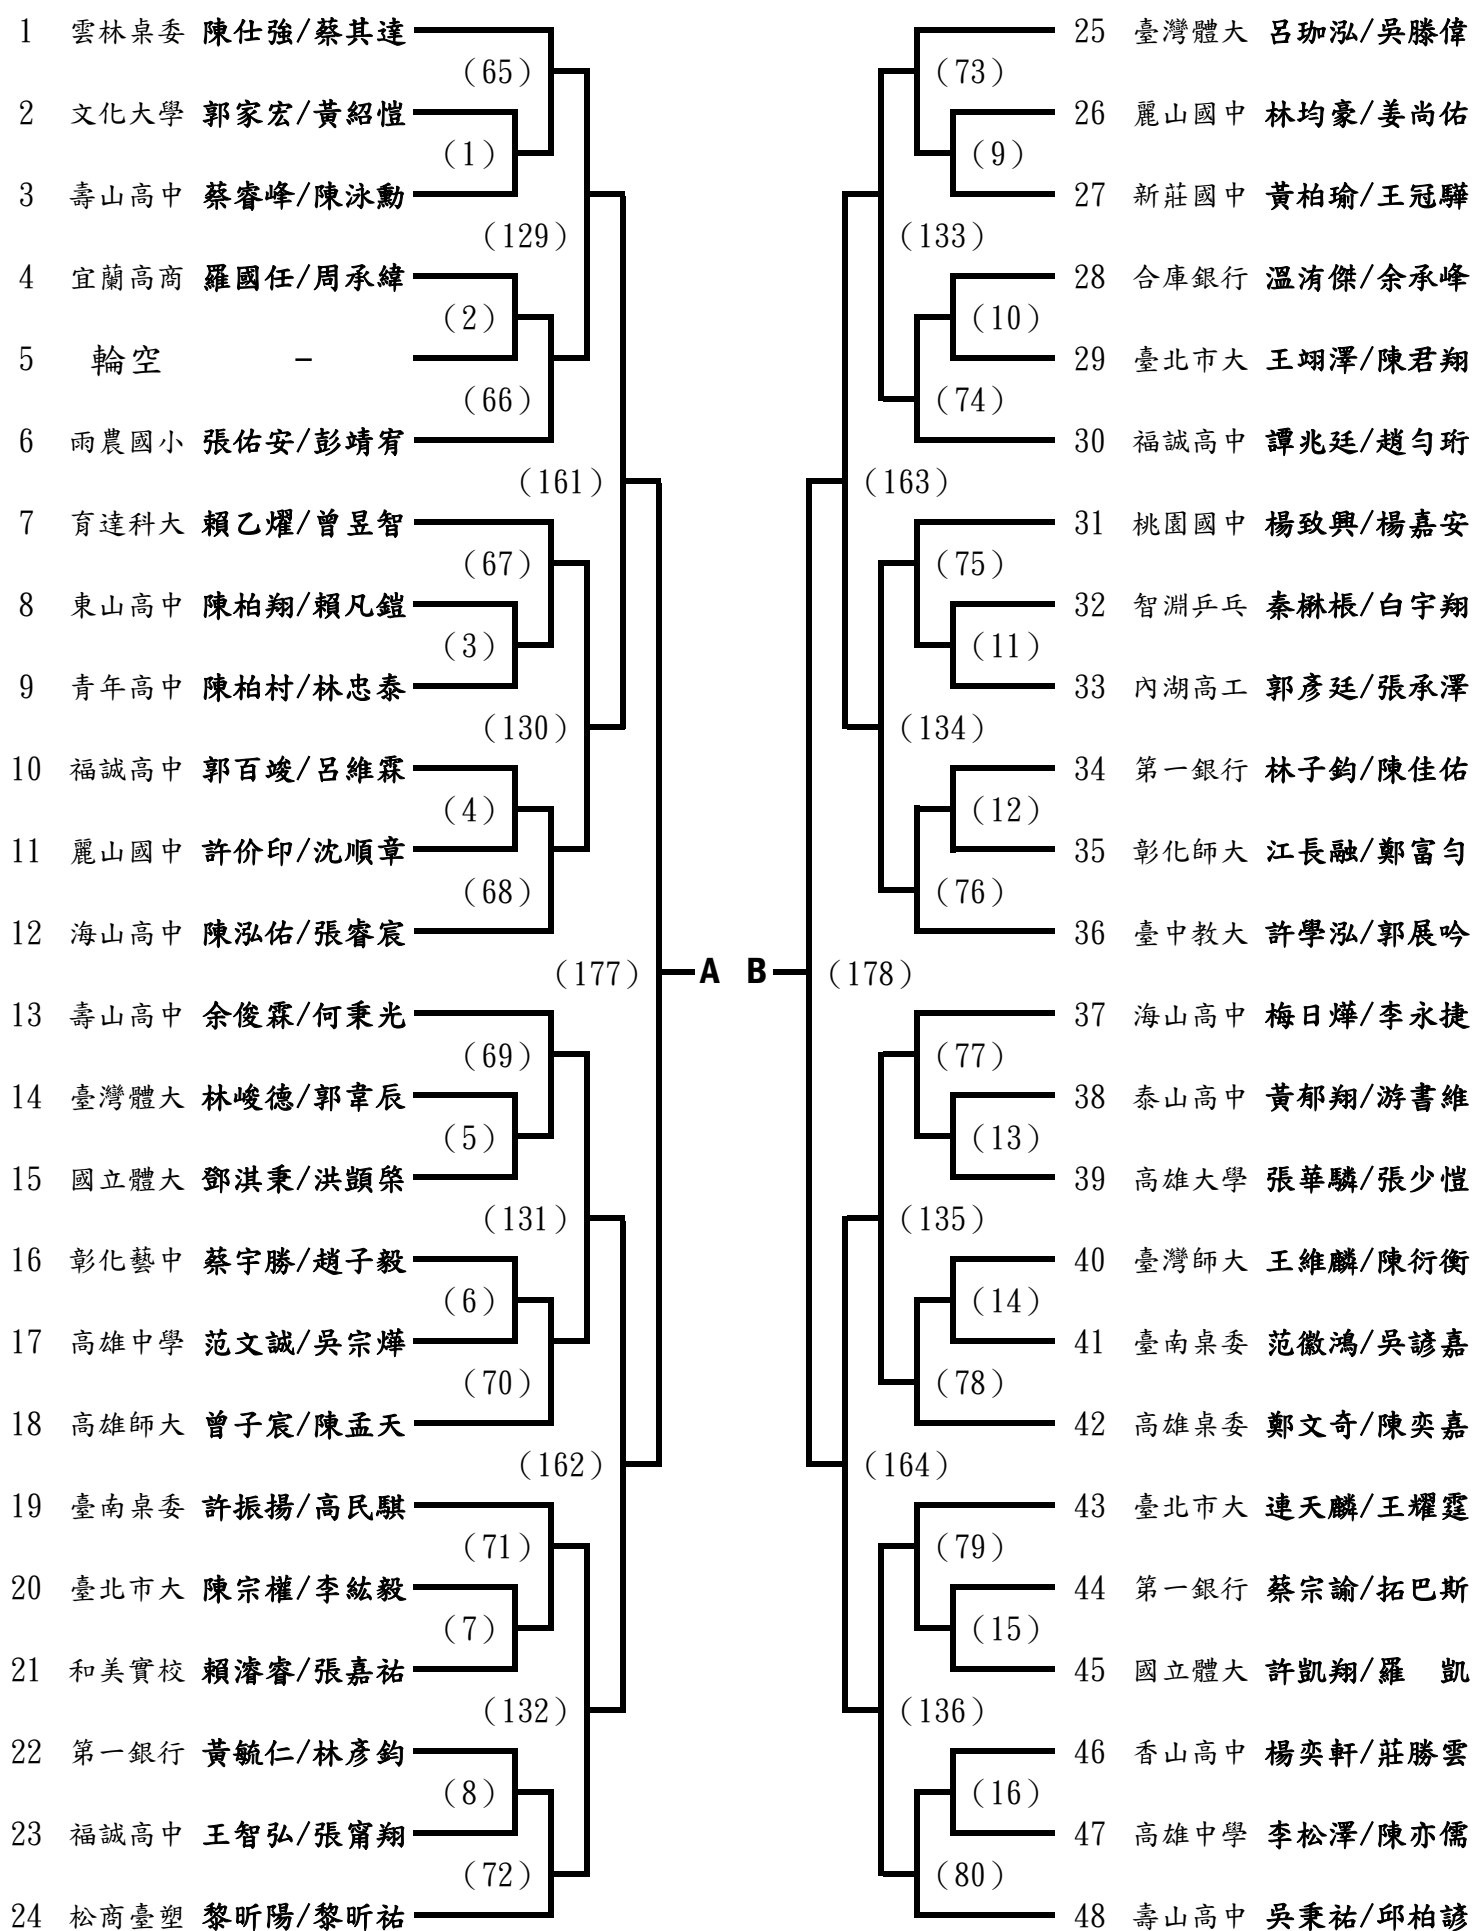 1 雲林桌委 陳仕強/蔡其達
(65)
2 文化大學 郭家宏/黃紹愷
(1)
3 壽山高中 蔡睿峰/陳泳勳
(129)
4 宜蘭高商 羅國任/周承緯
(2)
5 輪空 -
(66)
6 雨農國小 張佑安/彭靖宥
(161)
7 育達科大 賴乙燿/曾昱智
(67)
8 東山高中 陳柏翔/賴凡鎧
(3)
9 青年高中 陳柏村/林忠泰
(130)
10 福誠高中 郭百竣/呂維霖
(4)
11 麗山國中 許价印/沈順章
(68)
12 海山高中 陳泓佑/張睿宸
(177) A
13 壽山高中 余俊霖/何秉光
(69)
14 臺灣體大 林峻德/郭韋辰
(5)
15 國立體大 鄧淇秉/洪顗棨
(131)
16 彰化藝中 蔡宇勝/趙子毅
(6)
17 高雄中學 范文誠/吳宗燁
(70)
18 高雄師大 曾子宸/陳孟天
(162)
19 臺南桌委 許振揚/高民騏
(71)
20 臺北市大 陳宗權/李紘毅
(7)
21 和美實校 賴濬睿/張嘉祐
(132)
22 第一銀行 黃毓仁/林彥鈞
(8)
23 福誠高中 王智弘/張甯翔
(72)
24 松商臺塑 黎昕陽/黎昕祐
25 臺灣體大 呂珈泓/吳滕偉
(73)
26 麗山國中 林均豪/姜尚佑
(9)
27 新莊國中 黃柏瑜/王冠驊
(133)
28 合庫銀行 溫洧傑/余承峰
(10)
29 臺北市大 王翊澤/陳君翔
(74)
30 福誠高中 譚兆廷/趙勻珩
(163)
31 桃園國中 楊致興/楊嘉安
(75)
32 智淵乒乓 秦楙棖/白宇翔
(11)
33 內湖高工 郭彥廷/張承澤
(134)
34 第一銀行 林子鈞/陳佳佑
(12)
35 彰化師大 江長融/鄭富勻
(76)
36 臺中教大 許學泓/郭展吟
B (178)
37 海山高中 梅日燁/李永捷
(77)
38 泰山高中 黃郁翔/游書維
(13)
39 高雄大學 張華驎/張少愷
(135)
40 臺灣師大 王維麟/陳衍衡
(14)
41 臺南桌委 范徽鴻/吳諺嘉
(78)
42 高雄桌委 鄭文奇/陳奕嘉
(164)
43 臺北市大 連天麟/王耀霆
(79)
44 第一銀行 蔡宗諭/拓巴斯
(15)
45 國立體大 許凱翔/羅　凱
(136)
46 香山高中 楊奕軒/莊勝雲
(16)
47 高雄中學 李松澤/陳亦儒
(80)
48 壽山高中 吳秉祐/邱柏諺